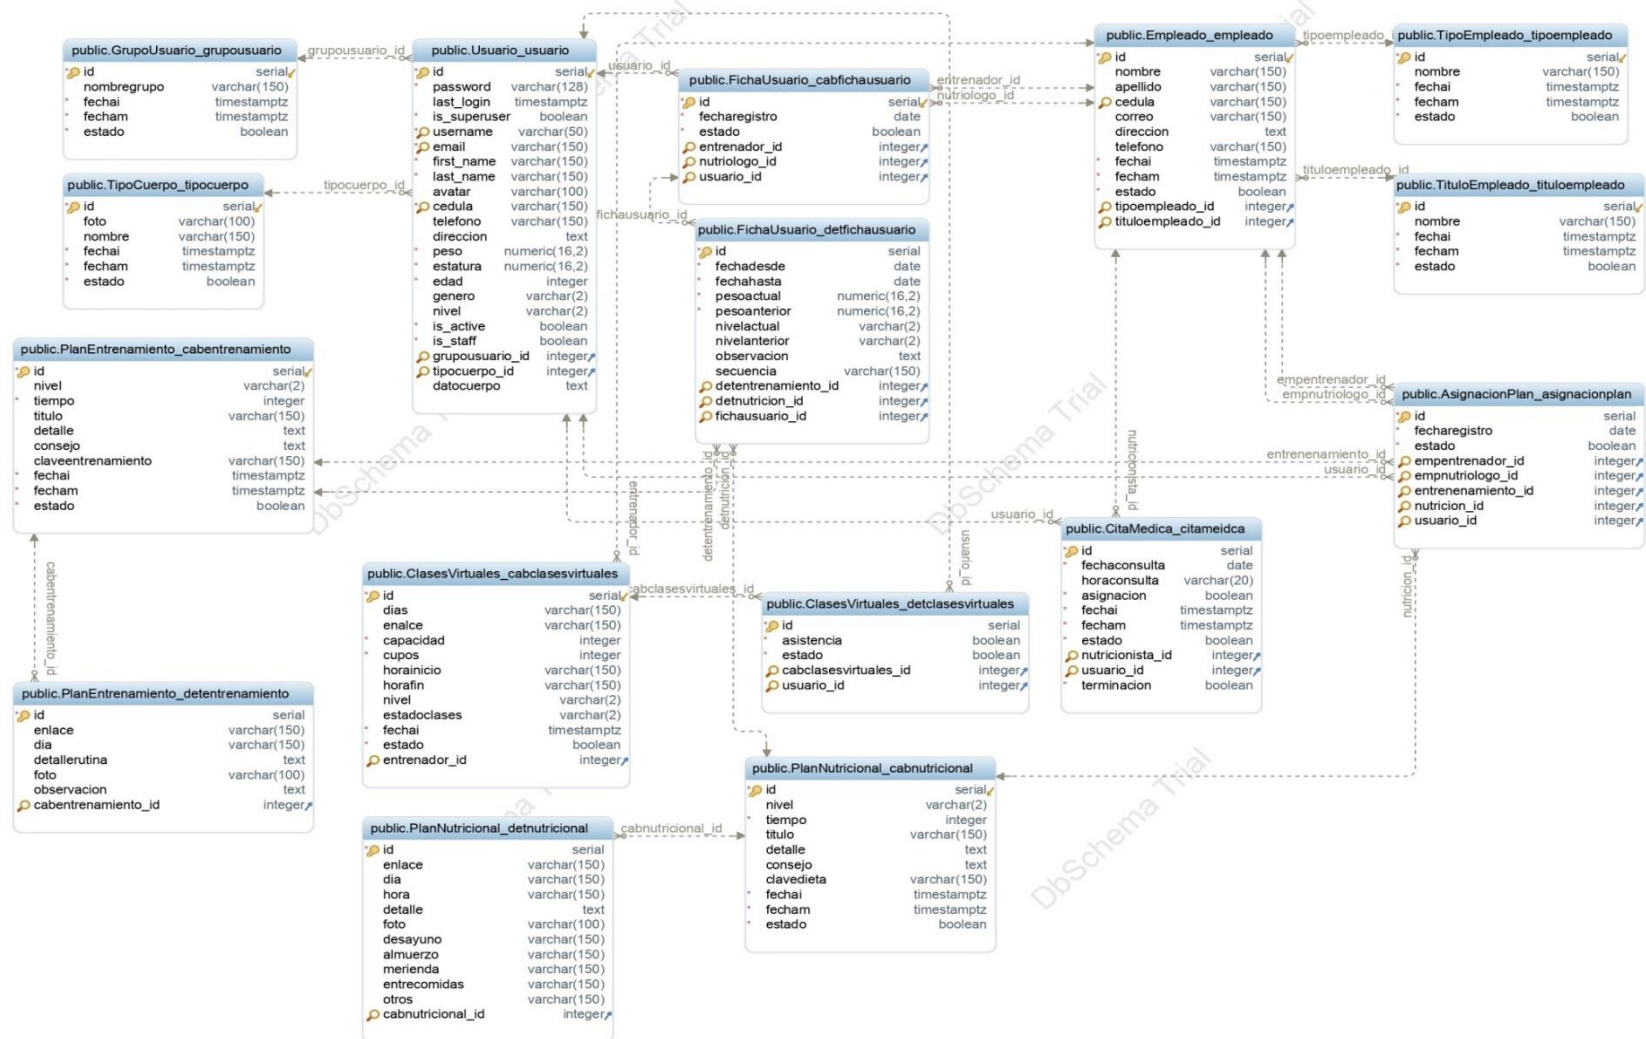 public.GrupoUsuario_grupousuario
id serial
nombregrupo varchar(150)
fechai timestamptz
fecham timestamptz
estado boolean
grupousuario_id
public.TipoCuerpo_tipocuerpo
id serial
foto varchar(100)
nombre varchar(150)
fechai timestamptz
fecham timestamptz
estado boolean
tipocuerpo_id
public.Usuario_usuario
id serial
password varchar(128)
last_login timestamptz
is_superuser boolean
username varchar(50)
email varchar(150)
first_name varchar(150)
last_name varchar(150)
avatar varchar(100)
cedula varchar(150)
telefono varchar(150)
direccion text
peso numeric(16,2)
estatura numeric(16,2)
edad integer
genero varchar(2)
nivel varchar(2)
is_active boolean
is_staff boolean
grupousuario_id integer
tipocuerpo_id integer
datocuerpo text
usuario_id
public.FichaUsuario_cabfichausuario
id serial
fecharegistro date
estado boolean
entrenador_id integer
nutriologo_id integer
usuario_id integer
entrenador_id
nutriologo_id
fichausuario_id
public.FichaUsuario_detfichausuario
id serial
fechadesde date
fechahasta date
pesoactual numeric(16,2)
pesoanterior numeric(16,2)
nivelactual varchar(2)
nivelanterior varchar(2)
observacion text
secuencia varchar(150)
detentrenamiento_id integer
detnutricion_id integer
fichausuario_id integer
public.Empleado_empleado
id serial
nombre varchar(150)
apellido varchar(150)
cedula varchar(150)
correo varchar(150)
direccion text
telefono varchar(150)
fechai timestamptz
fecham timestamptz
estado boolean
tipoempleado_id integer
tituloempleado_id integer
tipoempleado
public.TipoEmpleado_tipoempleado
id serial
nombre varchar(150)
fechai timestamptz
fecham timestamptz
estado boolean
tituloempleado_id
public.TituloEmpleado_tituloempleado
id serial
nombre varchar(150)
fechai timestamptz
fecham timestamptz
estado boolean
public.PlanEntrenamiento_cabentrenamiento
id serial
nivel varchar(2)
tiempo integer
titulo varchar(150)
detalle text
consejo text
claveentrenamiento varchar(150)
fechai timestamptz
fecham timestamptz
estado boolean
empentrenador_id
empnutriologo_id
entrenenamiento_id
usuario_id
public.AsignacionPlan_asignacionplan
id serial
fecharegistro date
estado boolean
empentrenador_id integer
empnutriologo_id integer
entrenenamiento_id integer
nutricion_id integer
usuario_id integer
detentrenamiento_id
detnutricion_id
entrenador_id
nutricionista_id
usuario_id
usuario_id
nutricion_id
cabentrenamiento_id
public.CitaMedica_citameidca
id serial
fechaconsulta date
horaconsulta varchar(20)
asignacion boolean
fechai timestamptz
fecham timestamptz
estado boolean
nutricionista_id integer
usuario_id integer
terminacion boolean
public.ClasesVirtuales_cabclasesvirtuales
id serial
dias varchar(150)
enalce varchar(150)
capacidad integer
cupos integer
horainicio varchar(150)
horafin varchar(150)
nivel varchar(2)
estadoclases varchar(2)
fechai timestamptz
estado boolean
entrenador_id integer
cabclasesvirtuales_id
public.ClasesVirtuales_detclasesvirtuales
id serial
asistencia boolean
estado boolean
cabclasesvirtuales_id integer
usuario_id integer
public.PlanEntrenamiento_detentrenamiento
id serial
enlace varchar(150)
dia varchar(150)
detallerutina text
foto varchar(100)
observacion text
cabentrenamiento_id integer
public.PlanNutricional_cabnutricional
id serial
nivel varchar(2)
tiempo integer
titulo varchar(150)
detalle text
consejo text
clavedieta varchar(150)
fechai timestamptz
fecham timestamptz
estado boolean
cabnutricional_id
public.PlanNutricional_detnutricional
id serial
enlace varchar(150)
dia varchar(150)
hora varchar(150)
detalle text
foto varchar(100)
desayuno varchar(150)
almuerzo varchar(150)
merienda varchar(150)
entrecomidas varchar(150)
otros varchar(150)
cabnutricional_id integer
DbSchema Trial
DbSchema Trial
DbSchema Trial